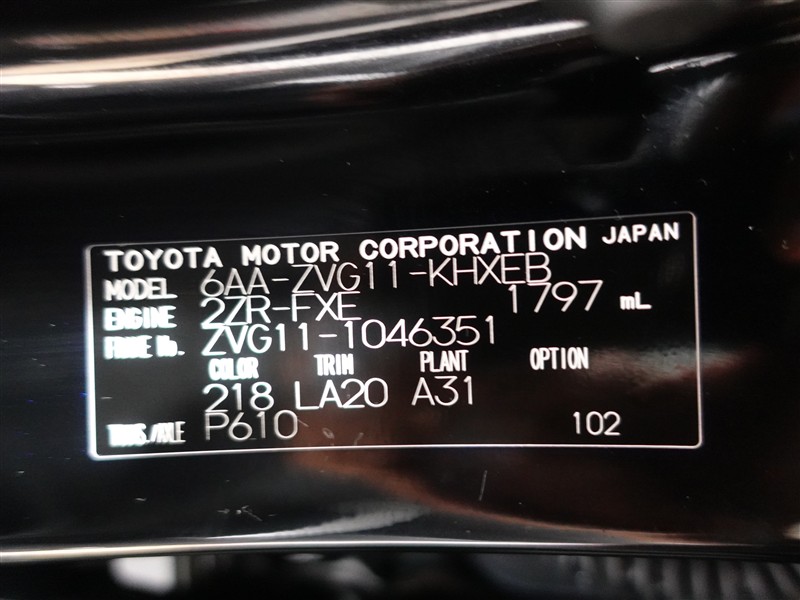 TOYOTA MOTOR CORPORATION JAPAN
MODEL 6AA-ZVG11-KHXEB
ENGINE 2ZR-FXE 1797 mL
FRAME No. ZVG11-1046351
COLOR TRIM PLANT OPTION
218 LA20 A31
TRANS./AXLE P610 102